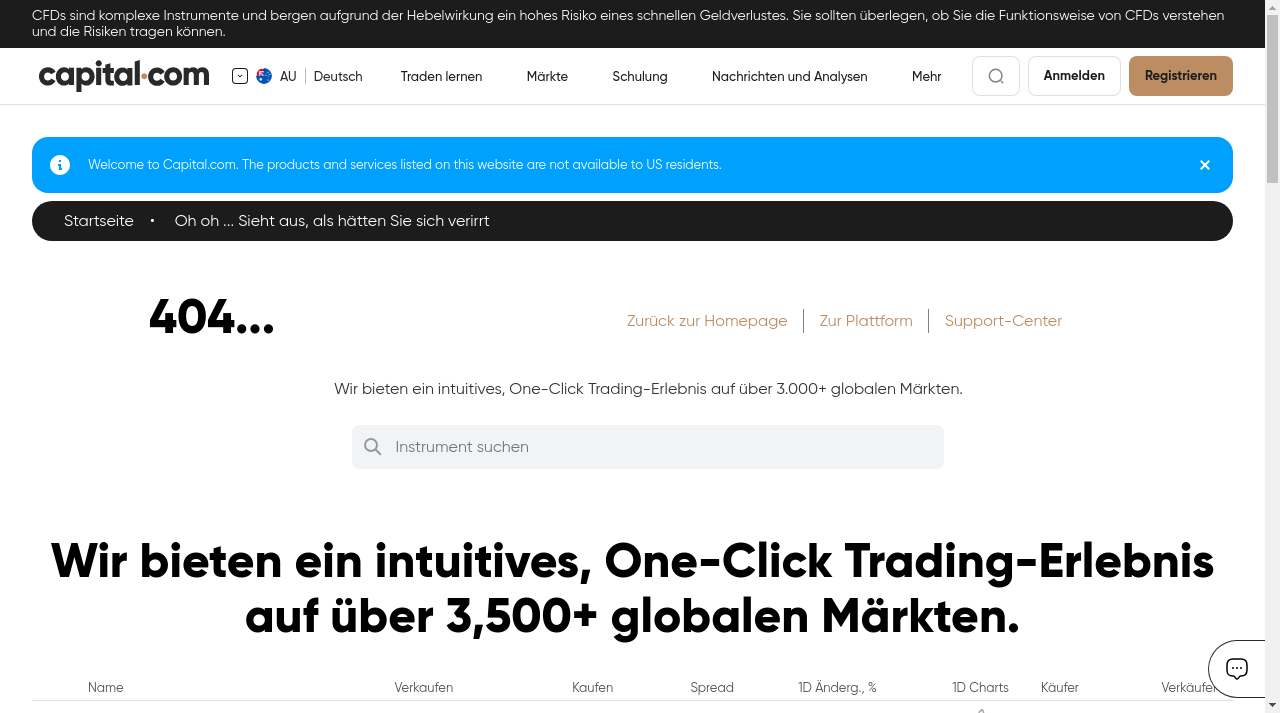 CFDs sind komplexe Instrumente und bergen aufgrund der Hebelwirkung ein hohes Risiko eines schnellen Geldverlustes. Sie sollten überlegen, ob Sie die Funktionsweise von CFDs verstehen
und die Risiken tragen können.
capital.com
AU
Deutsch
Traden lernen
Märkte
Schulung
Nachrichten und Analysen
Mehr
Anmelden
Registrieren
Welcome to Capital.com. The products and services listed on this website are not available to US residents.
Startseite • Oh oh ... Sieht aus, als hätten Sie sich verirrt
404...
Zurück zur Homepage
Zur Plattform
Support-Center
Wir bieten ein intuitives, One-Click Trading-Erlebnis auf über 3.000+ globalen Märkten.
Instrument suchen
Wir bieten ein intuitives, One-Click Trading-Erlebnis
auf über 3,500+ globalen Märkten.
Name Verkaufen Kaufen Spread 1D Änderg., % 1D Charts Käufer Verkäufer